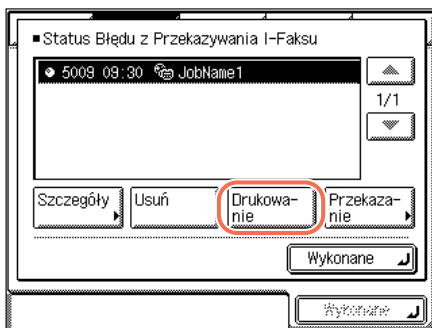 Status Błędu z Przekazywania I-Faksu
5009 09:30 JobName1
1/1
Szczegóły
Usuń
Drukowa-
nie
Przekaza-
nie
Wykonane
Wykonane